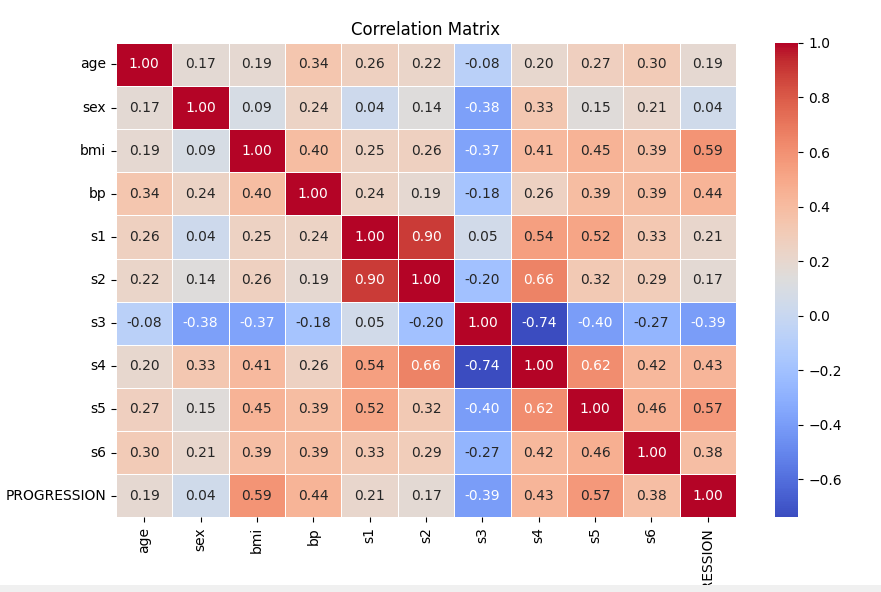 Correlation Matrix
age 1.00 0.17 0.19 0.34 0.26 0.22 -0.08 0.20 0.27 0.30 0.19
sex 0.17 1.00 0.09 0.24 0.04 0.14 -0.38 0.33 0.15 0.21 0.04
bmi 0.19 0.09 1.00 0.40 0.25 0.26 -0.37 0.41 0.45 0.39 0.59
bp 0.34 0.24 0.40 1.00 0.24 0.19 -0.18 0.26 0.39 0.39 0.44
s1 0.26 0.04 0.25 0.24 1.00 0.90 0.05 0.54 0.52 0.33 0.21
s2 0.22 0.14 0.26 0.19 0.90 1.00 -0.20 0.66 0.32 0.29 0.17
s3 -0.08 -0.38 -0.37 -0.18 0.05 -0.20 1.00 -0.74 -0.40 -0.27 -0.39
s4 0.20 0.33 0.41 0.26 0.54 0.66 -0.74 1.00 0.62 0.42 0.43
s5 0.27 0.15 0.45 0.39 0.52 0.32 -0.40 0.62 1.00 0.46 0.57
s6 0.30 0.21 0.39 0.39 0.33 0.29 -0.27 0.42 0.46 1.00 0.38
PROGRESSION 0.19 0.04 0.59 0.44 0.21 0.17 -0.39 0.43 0.57 0.38 1.00
age sex bmi bp s1 s2 s3 s4 s5 s6 RESSION
1.0
0.8
0.6
0.4
0.2
0.0
−0.2
−0.4
−0.6